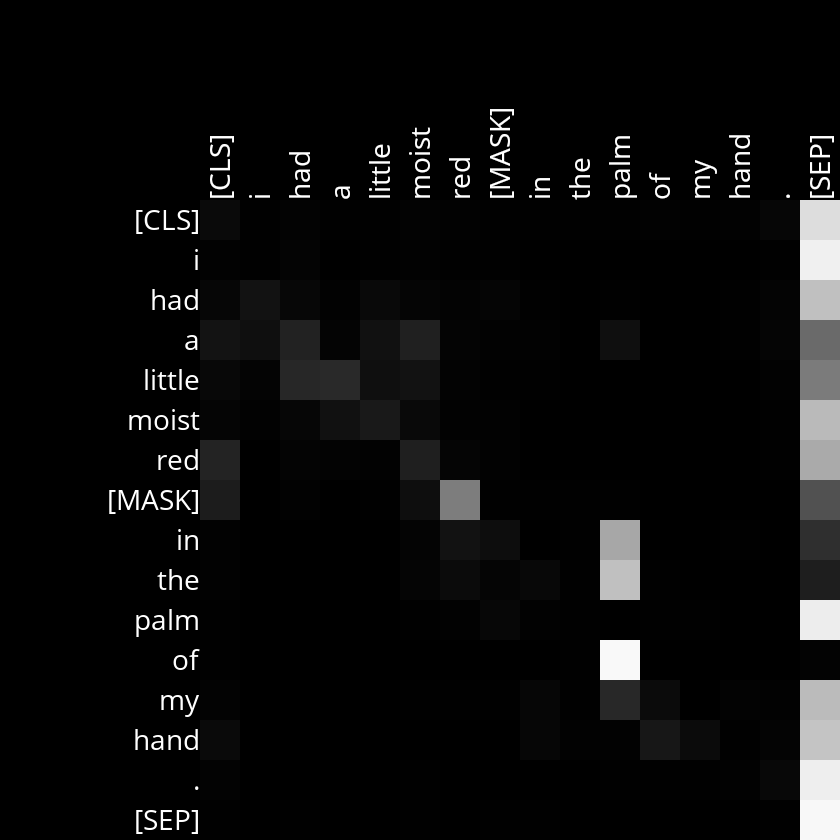 [CLS] i had a little moist red [MASK] in the palm of my hand . [SEP]
[CLS]
i
had
a
little
moist
red
[MASK]
in
the
palm
of
my
hand
.
[SEP]